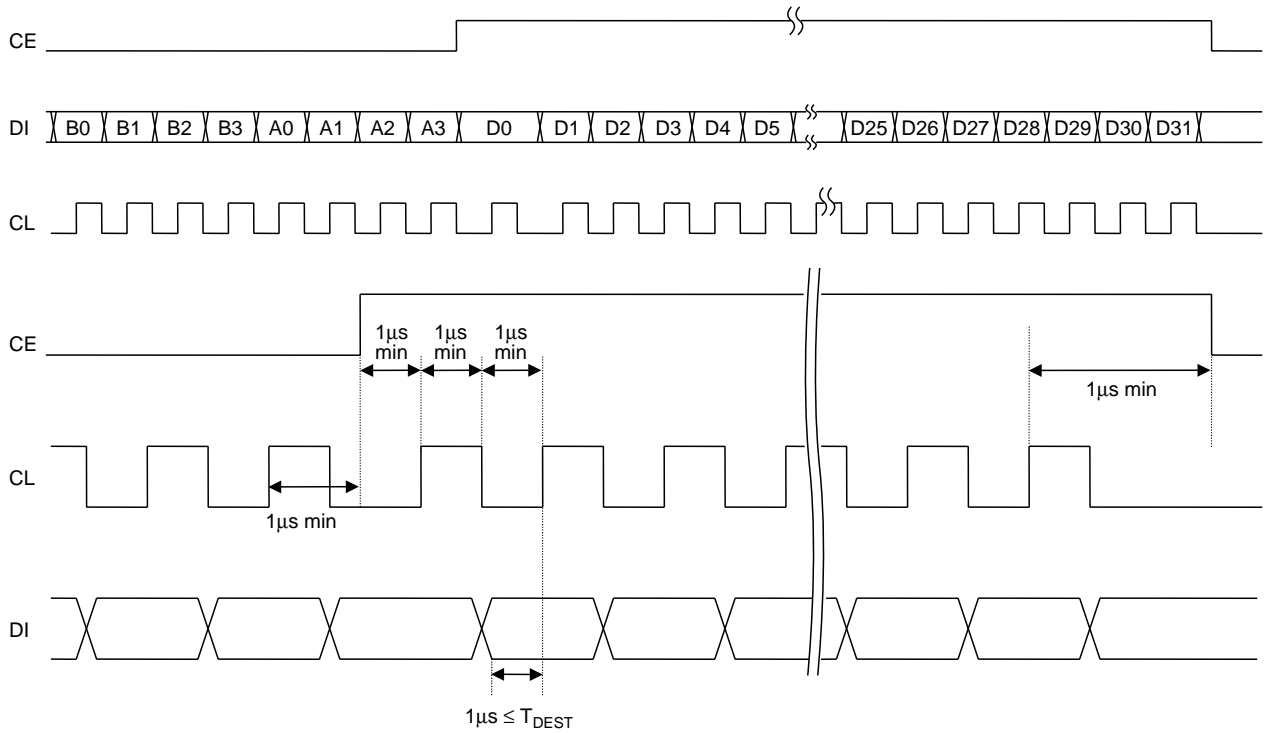 CE
DI B0 B1 B2 B3 A0 A1 A2 A3 D0 D1 D2 D3 D4 D5 D25 D26 D27 D28 D29 D30 D31
CL
CE
1μs min
1μs min
1μs min
1μs min
CL
1μs min
DI
1μs ≤ TDEST